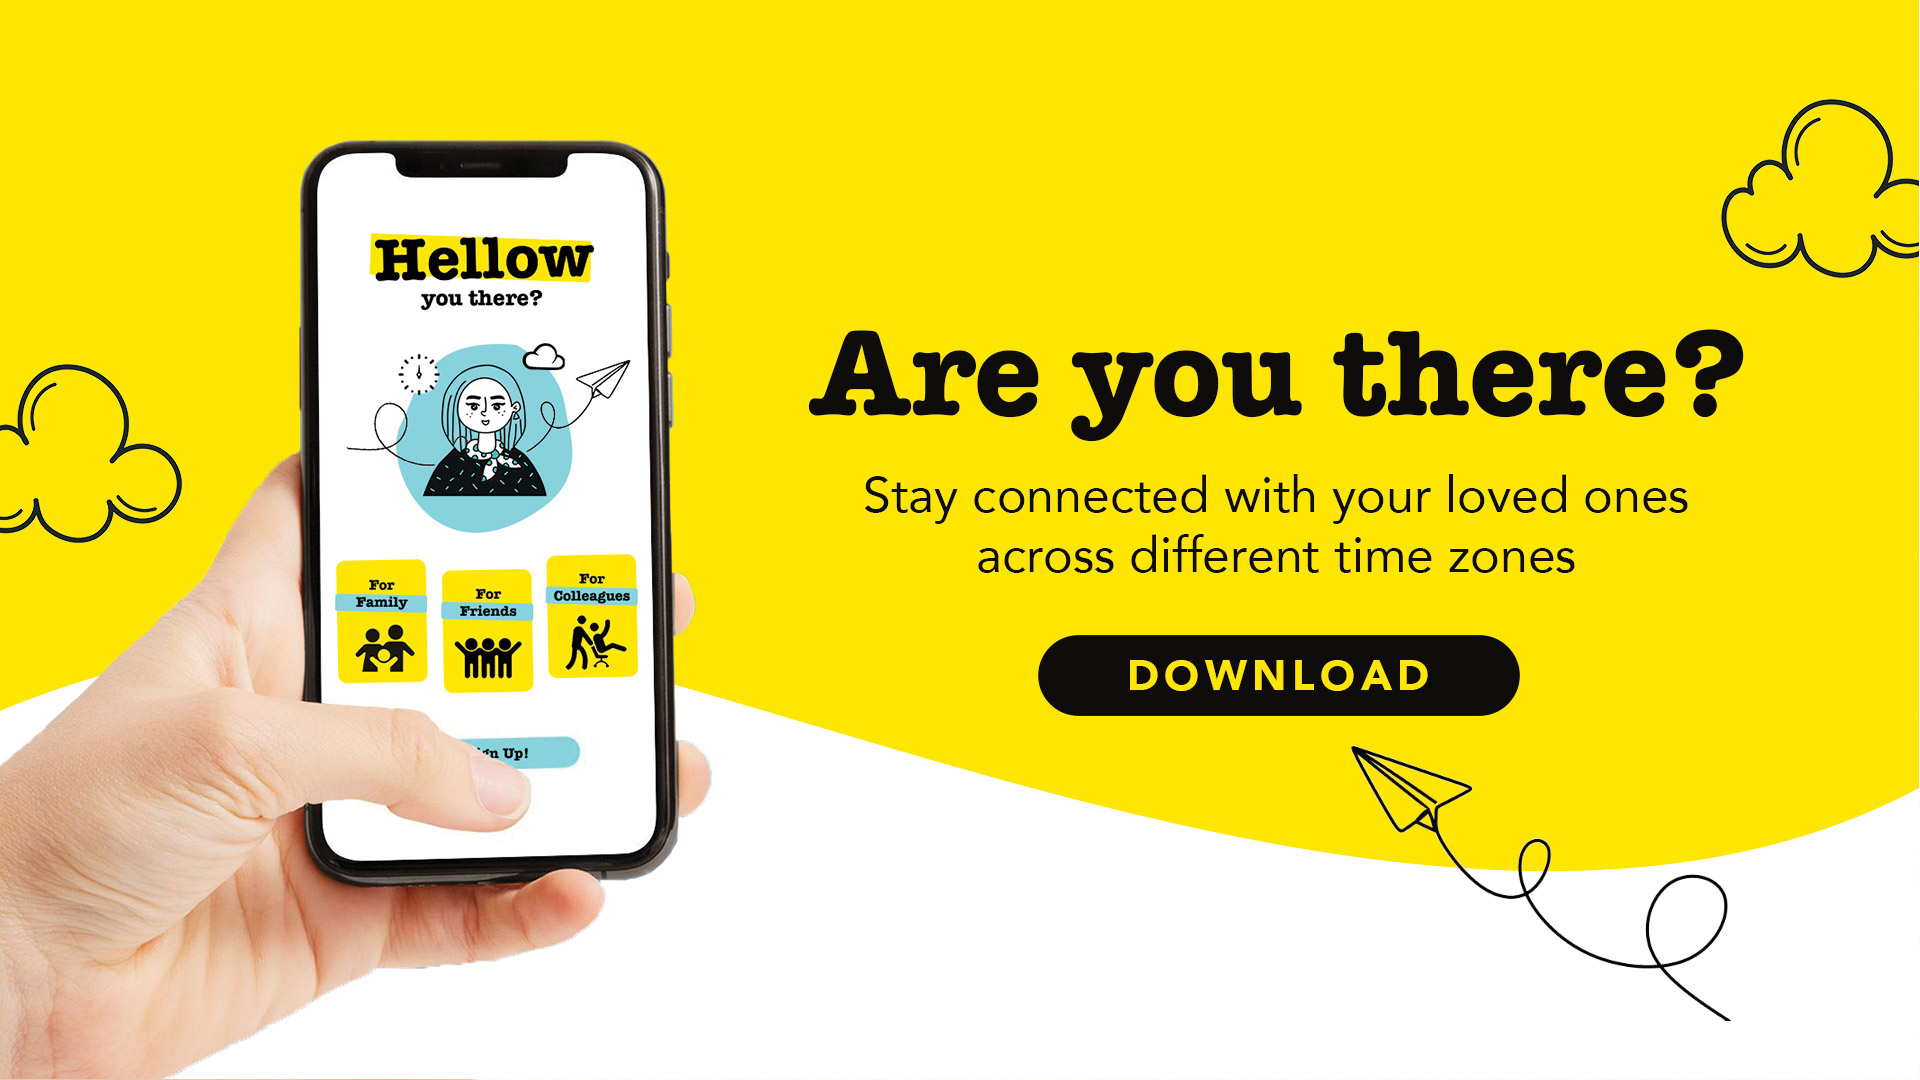 Hellow
you there?
For
Family
For
Friends
For
Colleagues
gn Up!
Are you there?
Stay connected with your loved ones
across different time zones
DOWNLOAD